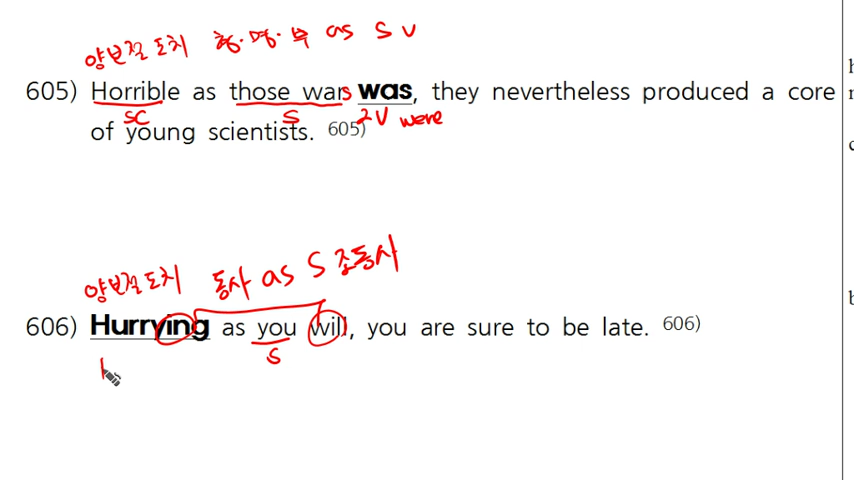 양보절 도치 형·명·부 as S V
605) Horrible as those wars was, they nevertheless produced a core
SC S 2V were
of young scientists. 605)
양보절 도치 동사 as S 조동사
606) Hurrying as you will, you are sure to be late. 606)
S